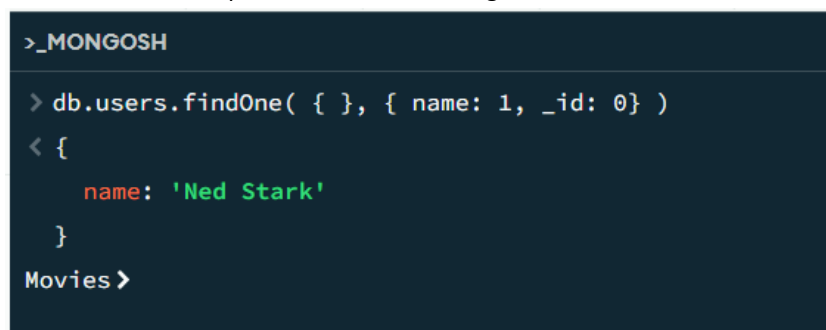 >_MONGOSH
> db.users.findOne( { }, { name: 1, _id: 0} )
< {
name: 'Ned Stark'
}
Movies>